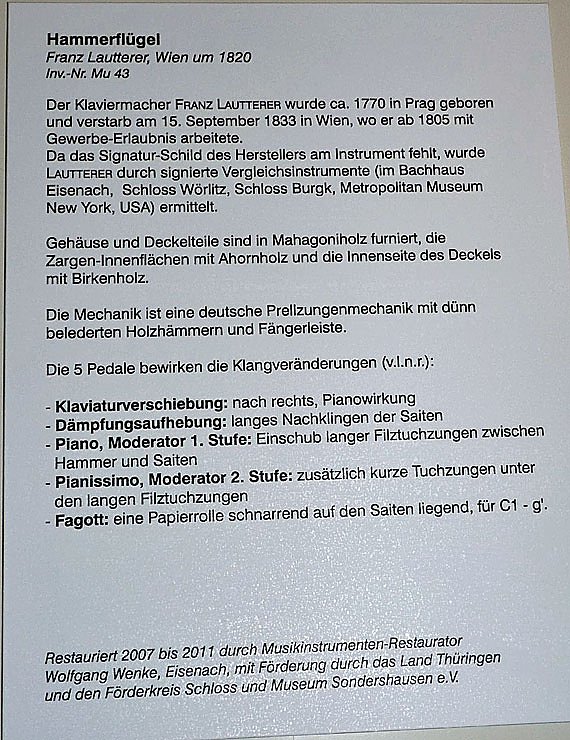 Hammerflügel
Franz Lautterer, Wien um 1820
Inv.-Nr. Mu 43
Der Klaviermacher FRANZ LAUTTERER wurde ca. 1770 in Prag geboren
und verstarb am 15. September 1833 in Wien, wo er ab 1805 mit
Gewerbe-Erlaubnis arbeitete.
Da das Signatur-Schild des Herstellers am Instrument fehlt, wurde
LAUTTERER durch signierte Vergleichsinstrumente (im Bachhaus
Eisenach, Schloss Wörlitz, Schloss Burgk, Metropolitan Museum
New York, USA) ermittelt.
Gehäuse und Deckelteile sind in Mahagoniholz furniert, die
Zargen-Innenflächen mit Ahornholz und die Innenseite des Deckels
mit Birkenholz.
Die Mechanik ist eine deutsche Prellzungenmechanik mit dünn
belederten Holzhämmern und Fängerleiste.
Die 5 Pedale bewirken die Klangveränderungen (v.l.n.r.):
- Klaviaturverschiebung: nach rechts, Pianowirkung
- Dämpfungsaufhebung: langes Nachklingen der Saiten
- Piano, Moderator 1. Stufe: Einschub langer Filztuchzungen zwischen
Hammer und Saiten
- Pianissimo, Moderator 2. Stufe: zusätzlich kurze Tuchzungen unter
den langen Filztuchzungen
- Fagott: eine Papierrolle schnarrend auf den Saiten liegend, für C1 - g'.
Restauriert 2007 bis 2011 durch Musikinstrumenten-Restaurator
Wolfgang Wenke, Eisenach, mit Förderung durch das Land Thüringen
und den Förderkreis Schloss und Museum Sondershausen e.V.